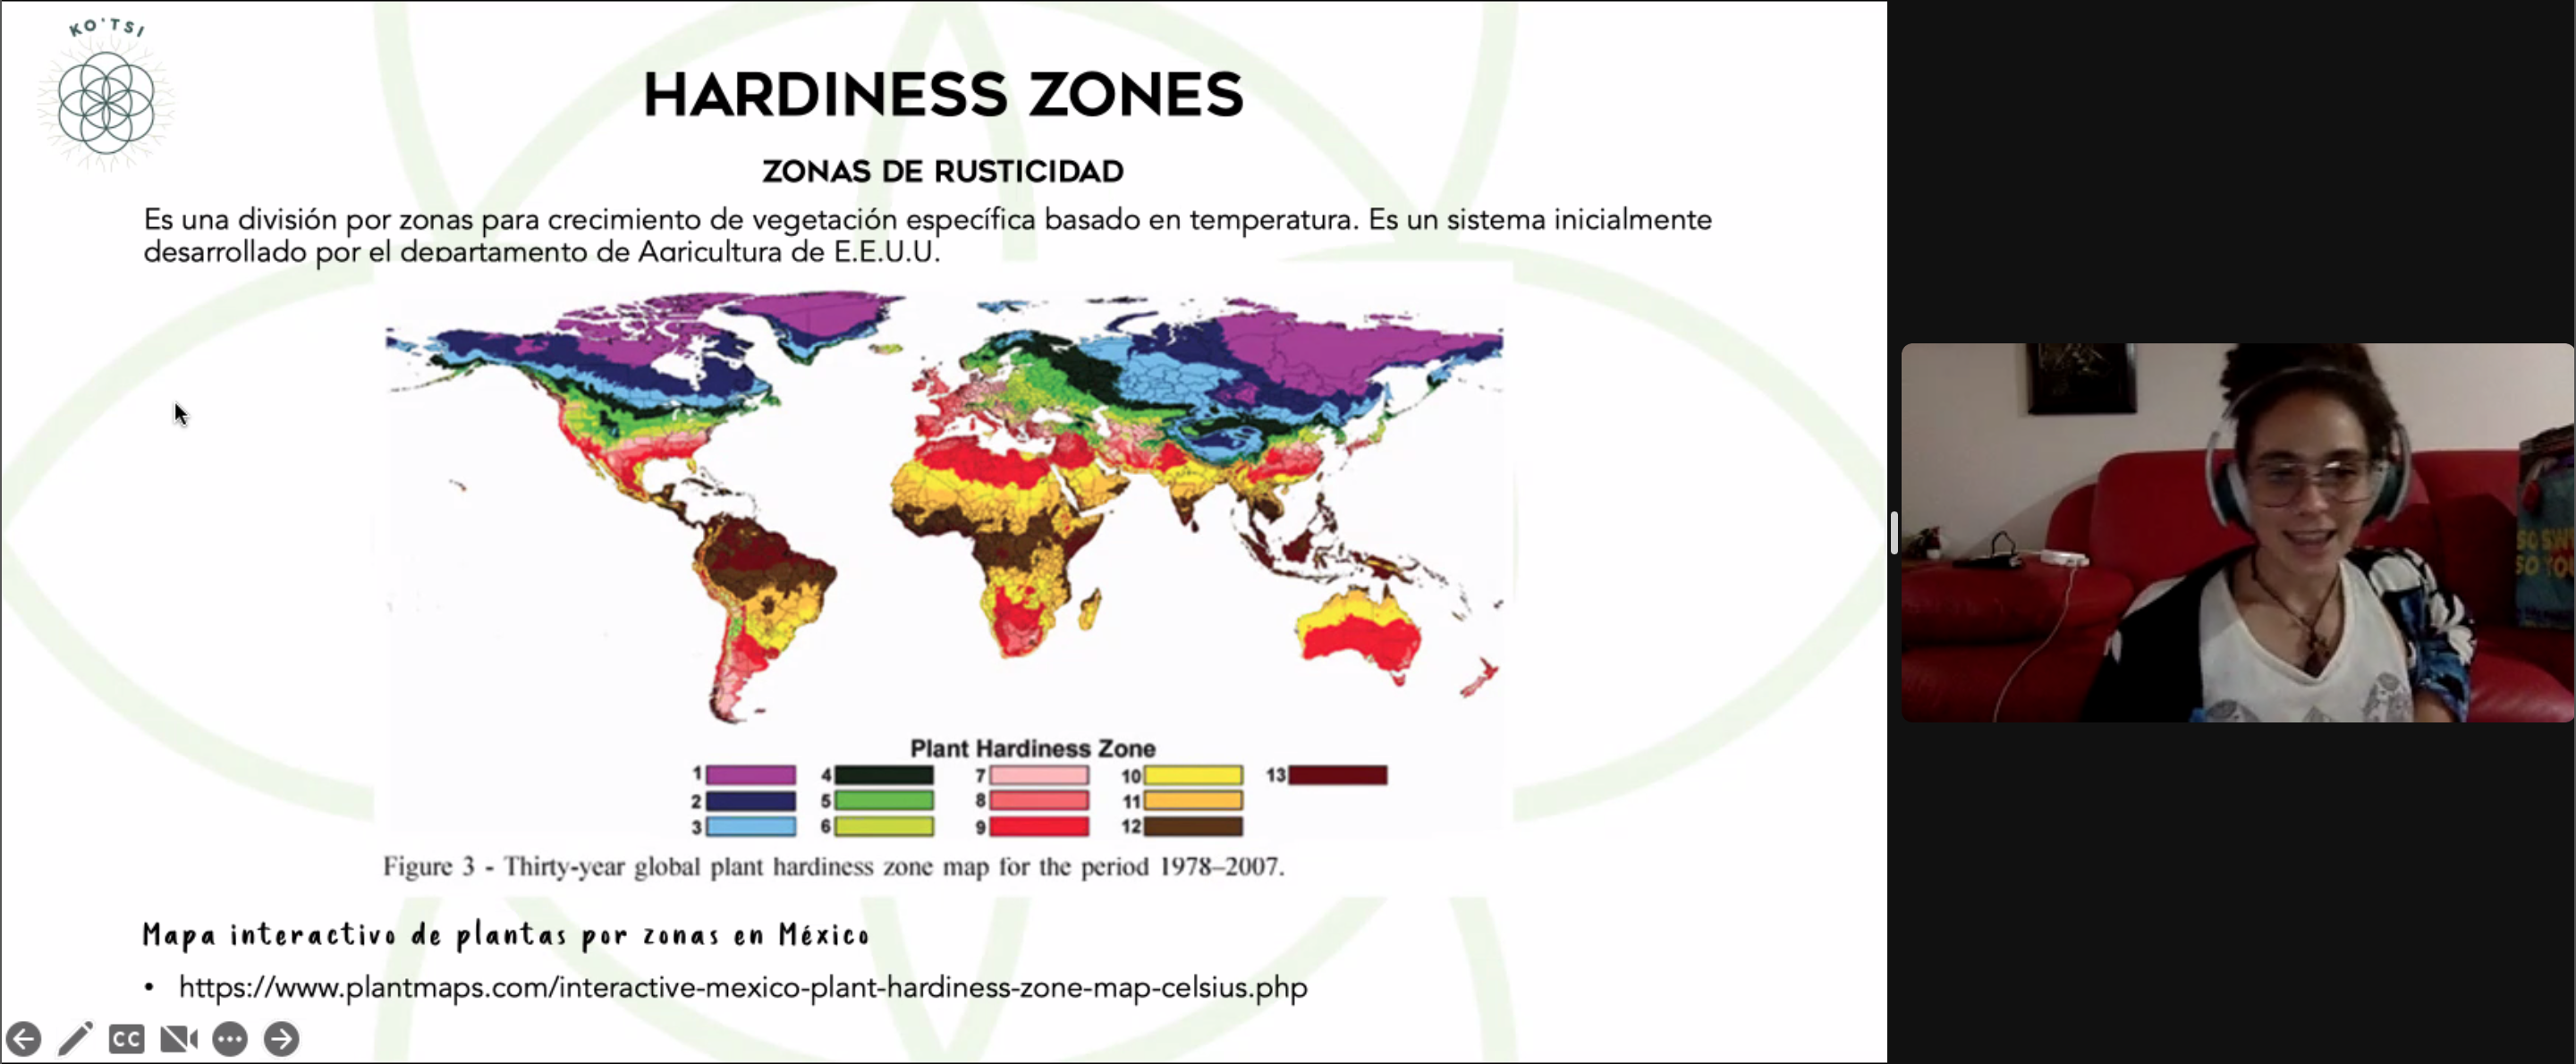 KO'TSI
HARDINESS ZONES
ZONAS DE RUSTICIDAD
Es una división por zonas para crecimiento de vegetación específica basado en temperatura. Es un sistema inicialmente
desarrollado por el departamento de Agricultura de E.E.U.U.
Plant Hardiness Zone
1 4 7 10 13
2 5 8 11
3 6 9 12
Figure 3 - Thirty-year global plant hardiness zone map for the period 1978–2007.
Mapa interactivo de plantas por zonas en México
• https://www.plantmaps.com/interactive-mexico-plant-hardiness-zone-map-celsius.php
CC